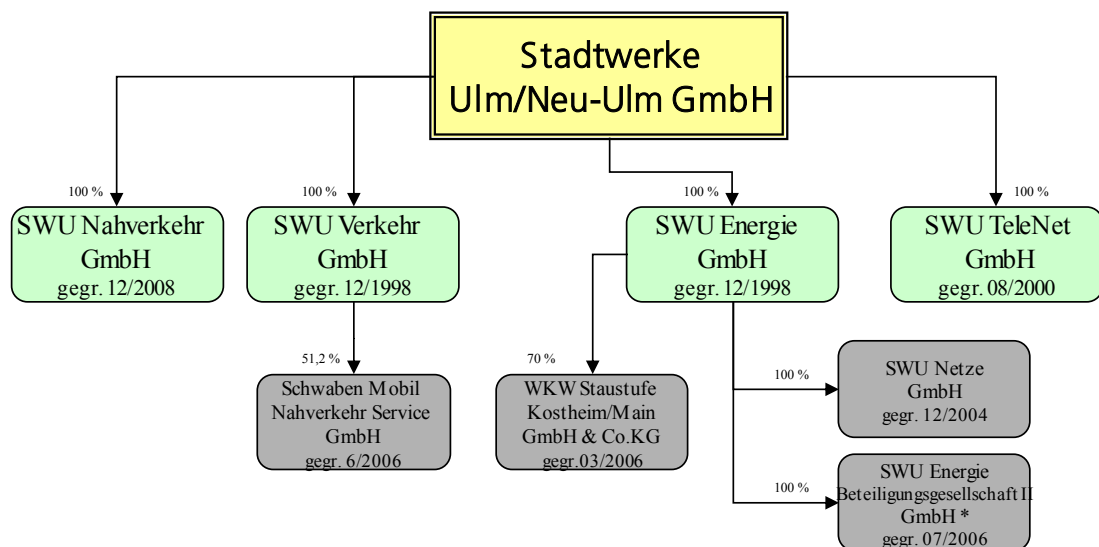 Stadtwerke
Ulm/Neu-Ulm GmbH
100 %
100 %
100 %
100 %
SWU Nahverkehr
GmbH
gegr. 12/2008
SWU Verkehr
GmbH
gegr. 12/1998
SWU Energie
GmbH
gegr. 12/1998
SWU TeleNet
GmbH
gegr. 08/2000
51,2 %
Schwaben Mobil
Nahverkehr Service
GmbH
gegr. 6/2006
70 %
WKW Staustufe
Kostheim/Main
GmbH & Co.KG
gegr.03/2006
100 %
SWU Netze
GmbH
gegr. 12/2004
100 %
SWU Energie
Beteiligungsgesellschaft II
GmbH *
gegr. 07/2006